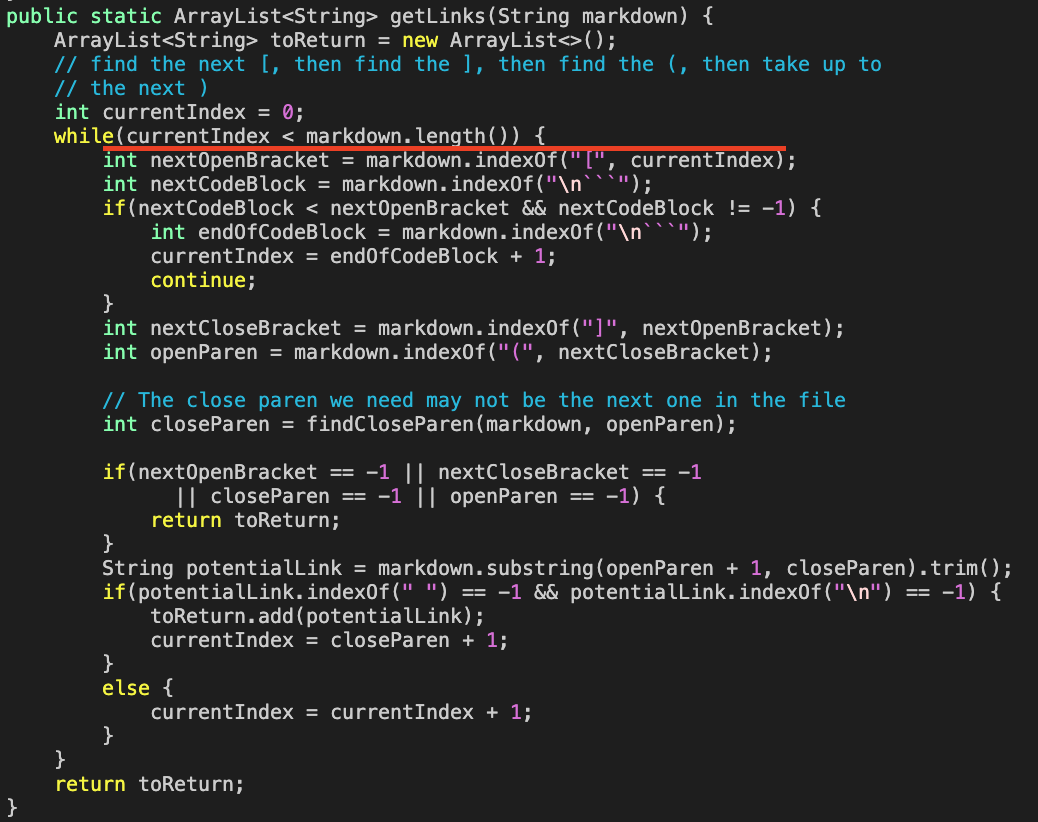 public static ArrayList<String> getLinks(String markdown) {
    ArrayList<String> toReturn = new ArrayList<>();
    // find the next [, then find the ], then find the (, then take up to
    // the next )
    int currentIndex = 0;
    while(currentIndex < markdown.length()) {
        int nextOpenBracket = markdown.indexOf("[", currentIndex);
        int nextCodeBlock = markdown.indexOf("\n```");
        if(nextCodeBlock < nextOpenBracket && nextCodeBlock != -1) {
            int endOfCodeBlock = markdown.indexOf("\n```");
            currentIndex = endOfCodeBlock + 1;
            continue;
        }
        int nextCloseBracket = markdown.indexOf("]", nextOpenBracket);
        int openParen = markdown.indexOf("(", nextCloseBracket);

        // The close paren we need may not be the next one in the file
        int closeParen = findCloseParen(markdown, openParen);

        if(nextOpenBracket == -1 || nextCloseBracket == -1
              || closeParen == -1 || openParen == -1) {
            return toReturn;
        }
        String potentialLink = markdown.substring(openParen + 1, closeParen).trim();
        if(potentialLink.indexOf(" ") == -1 && potentialLink.indexOf("\n") == -1) {
            toReturn.add(potentialLink);
            currentIndex = closeParen + 1;
        }
        else {
            currentIndex = currentIndex + 1;
        }
    }
    return toReturn;
}